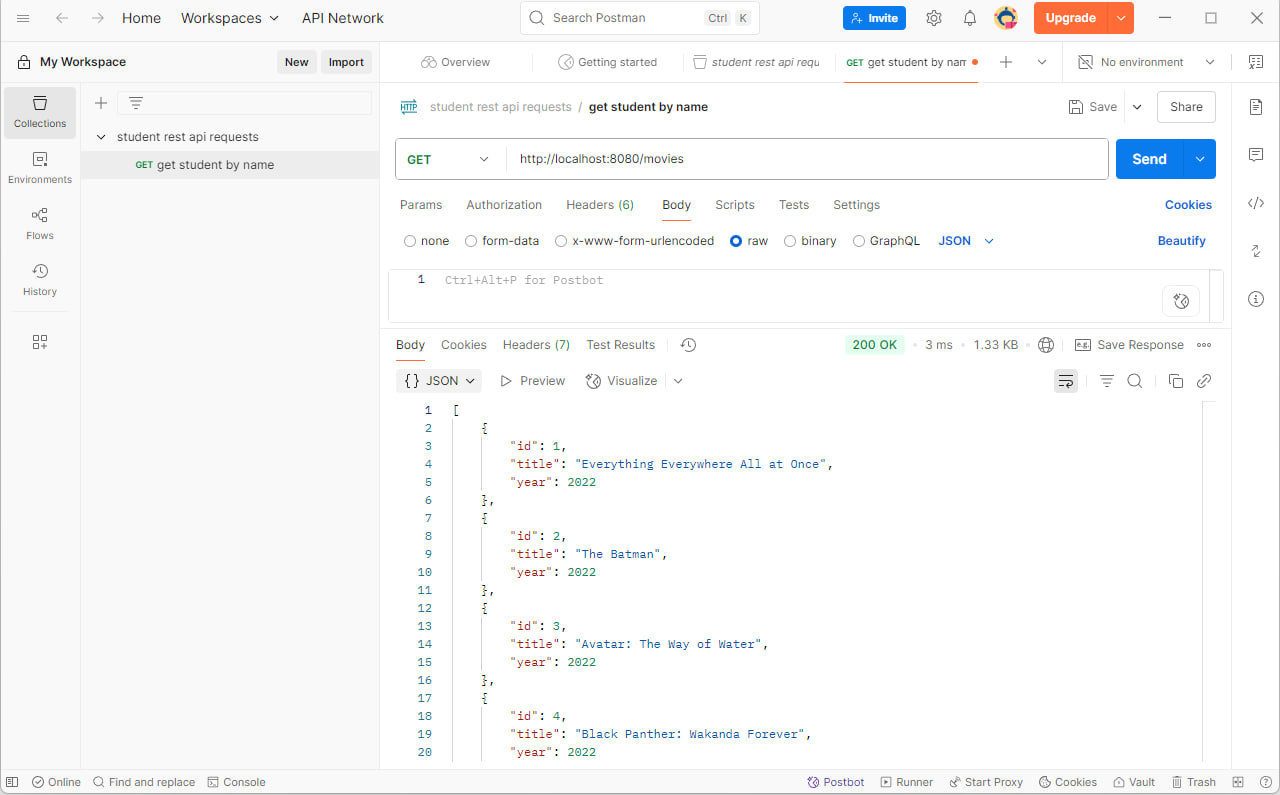 Home Workspaces API Network Search Postman Ctrl K Invite Upgrade
My Workspace New Import Overview Getting started student rest api requ GET get student by nam No environment
Collections
Environments
Flows
History
student rest api requests
GET get student by name
HTTP student rest api requests / get student by name Save Share
GET http://localhost:8080/movies Send
Params Authorization Headers (6) Body Scripts Tests Settings Cookies
none form-data x-www-form-urlencoded raw binary GraphQL JSON Beautify
1 Ctrl+Alt+P for Postbot
Body Cookies Headers (7) Test Results 200 OK • 3 ms • 1.33 KB • e.g. Save Response
{} JSON Preview Visualize
1 [
2 {
3 "id": 1,
4 "title": "Everything Everywhere All at Once",
5 "year": 2022
6 },
7 {
8 "id": 2,
9 "title": "The Batman",
10 "year": 2022
11 },
12 {
13 "id": 3,
14 "title": "Avatar: The Way of Water",
15 "year": 2022
16 },
17 {
18 "id": 4,
19 "title": "Black Panther: Wakanda Forever",
20 "year": 2022
Online Find and replace Console Postbot Runner Start Proxy Cookies Vault Trash